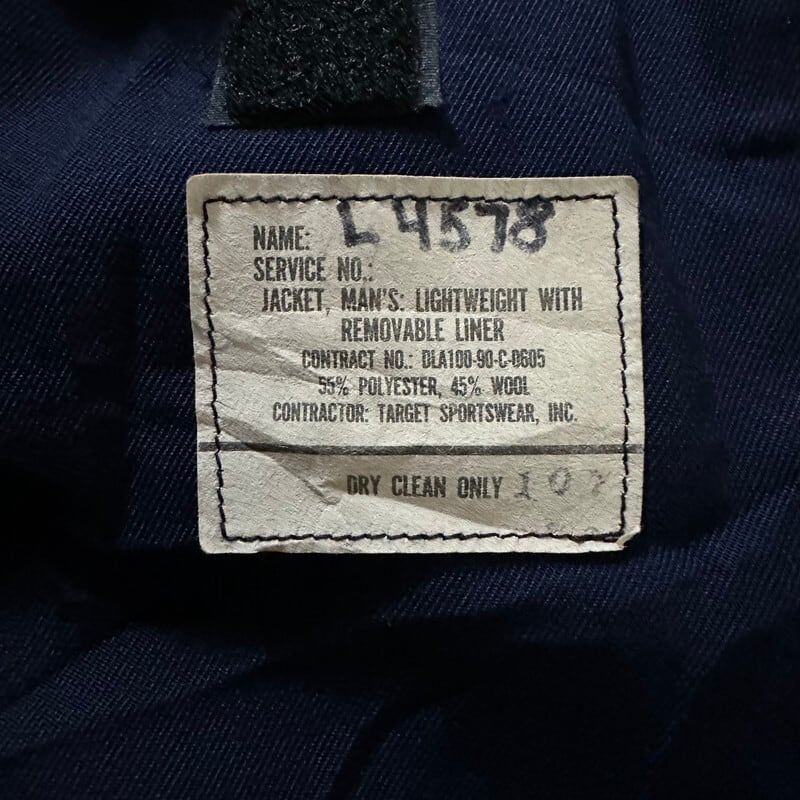 NAME: L 4578
SERVICE NO.:
JACKET, MAN'S: LIGHTWEIGHT WITH
REMOVABLE LINER
CONTRACT NO.: DLA100-90-C-0605
55% POLYESTER, 45% WOOL
CONTRACTOR: TARGET SPORTSWEAR, INC.
DRY CLEAN ONLY